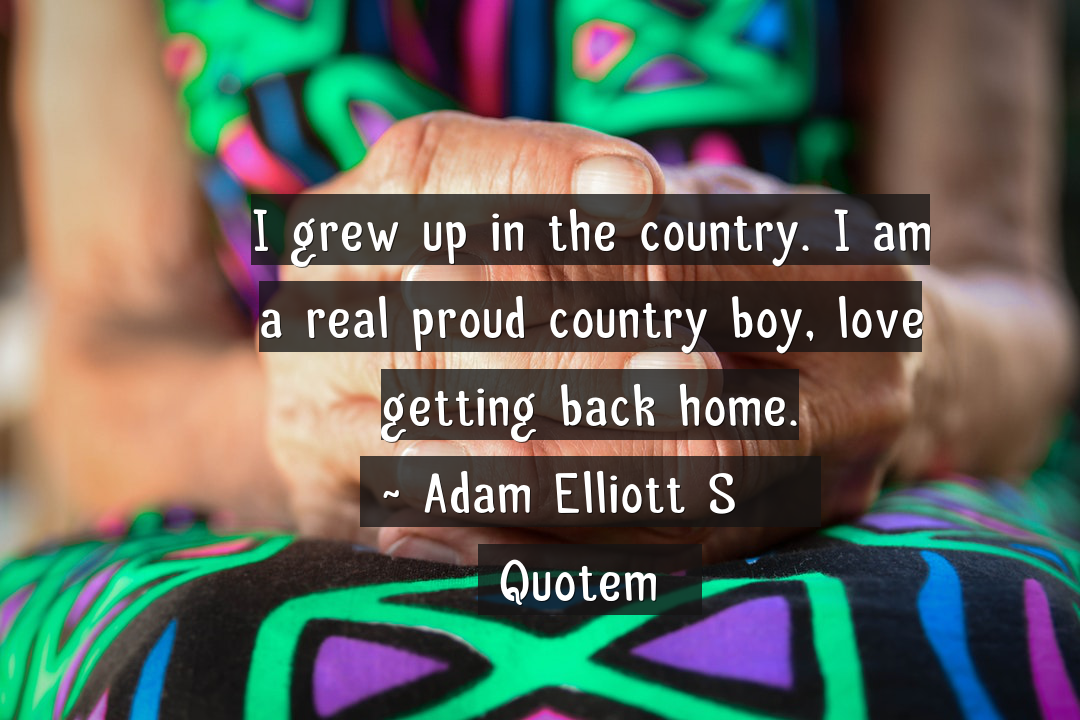 I grew up in the country. I am
a real proud country boy, love
getting back home.
~ Adam Elliott S
Quotem